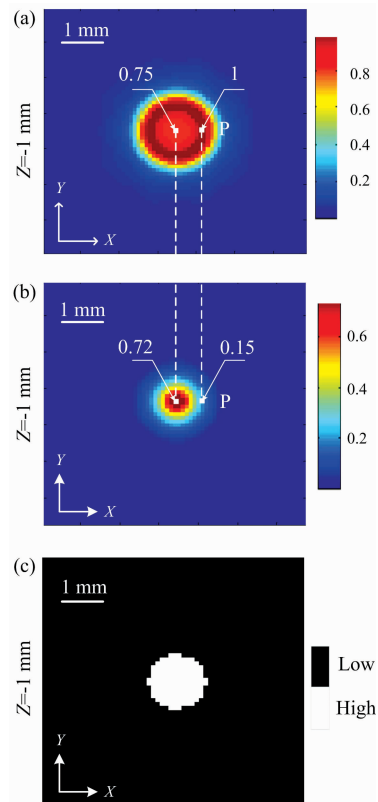 (a)
1 mm
0.75
1
P
Z=-1 mm
Y
X
0.8
0.6
0.4
0.2
(b)
1 mm
0.72
0.15
P
Z=-1 mm
Y
X
0.6
0.4
0.2
(c)
1 mm
Z=-1 mm
Y
X
Low
High